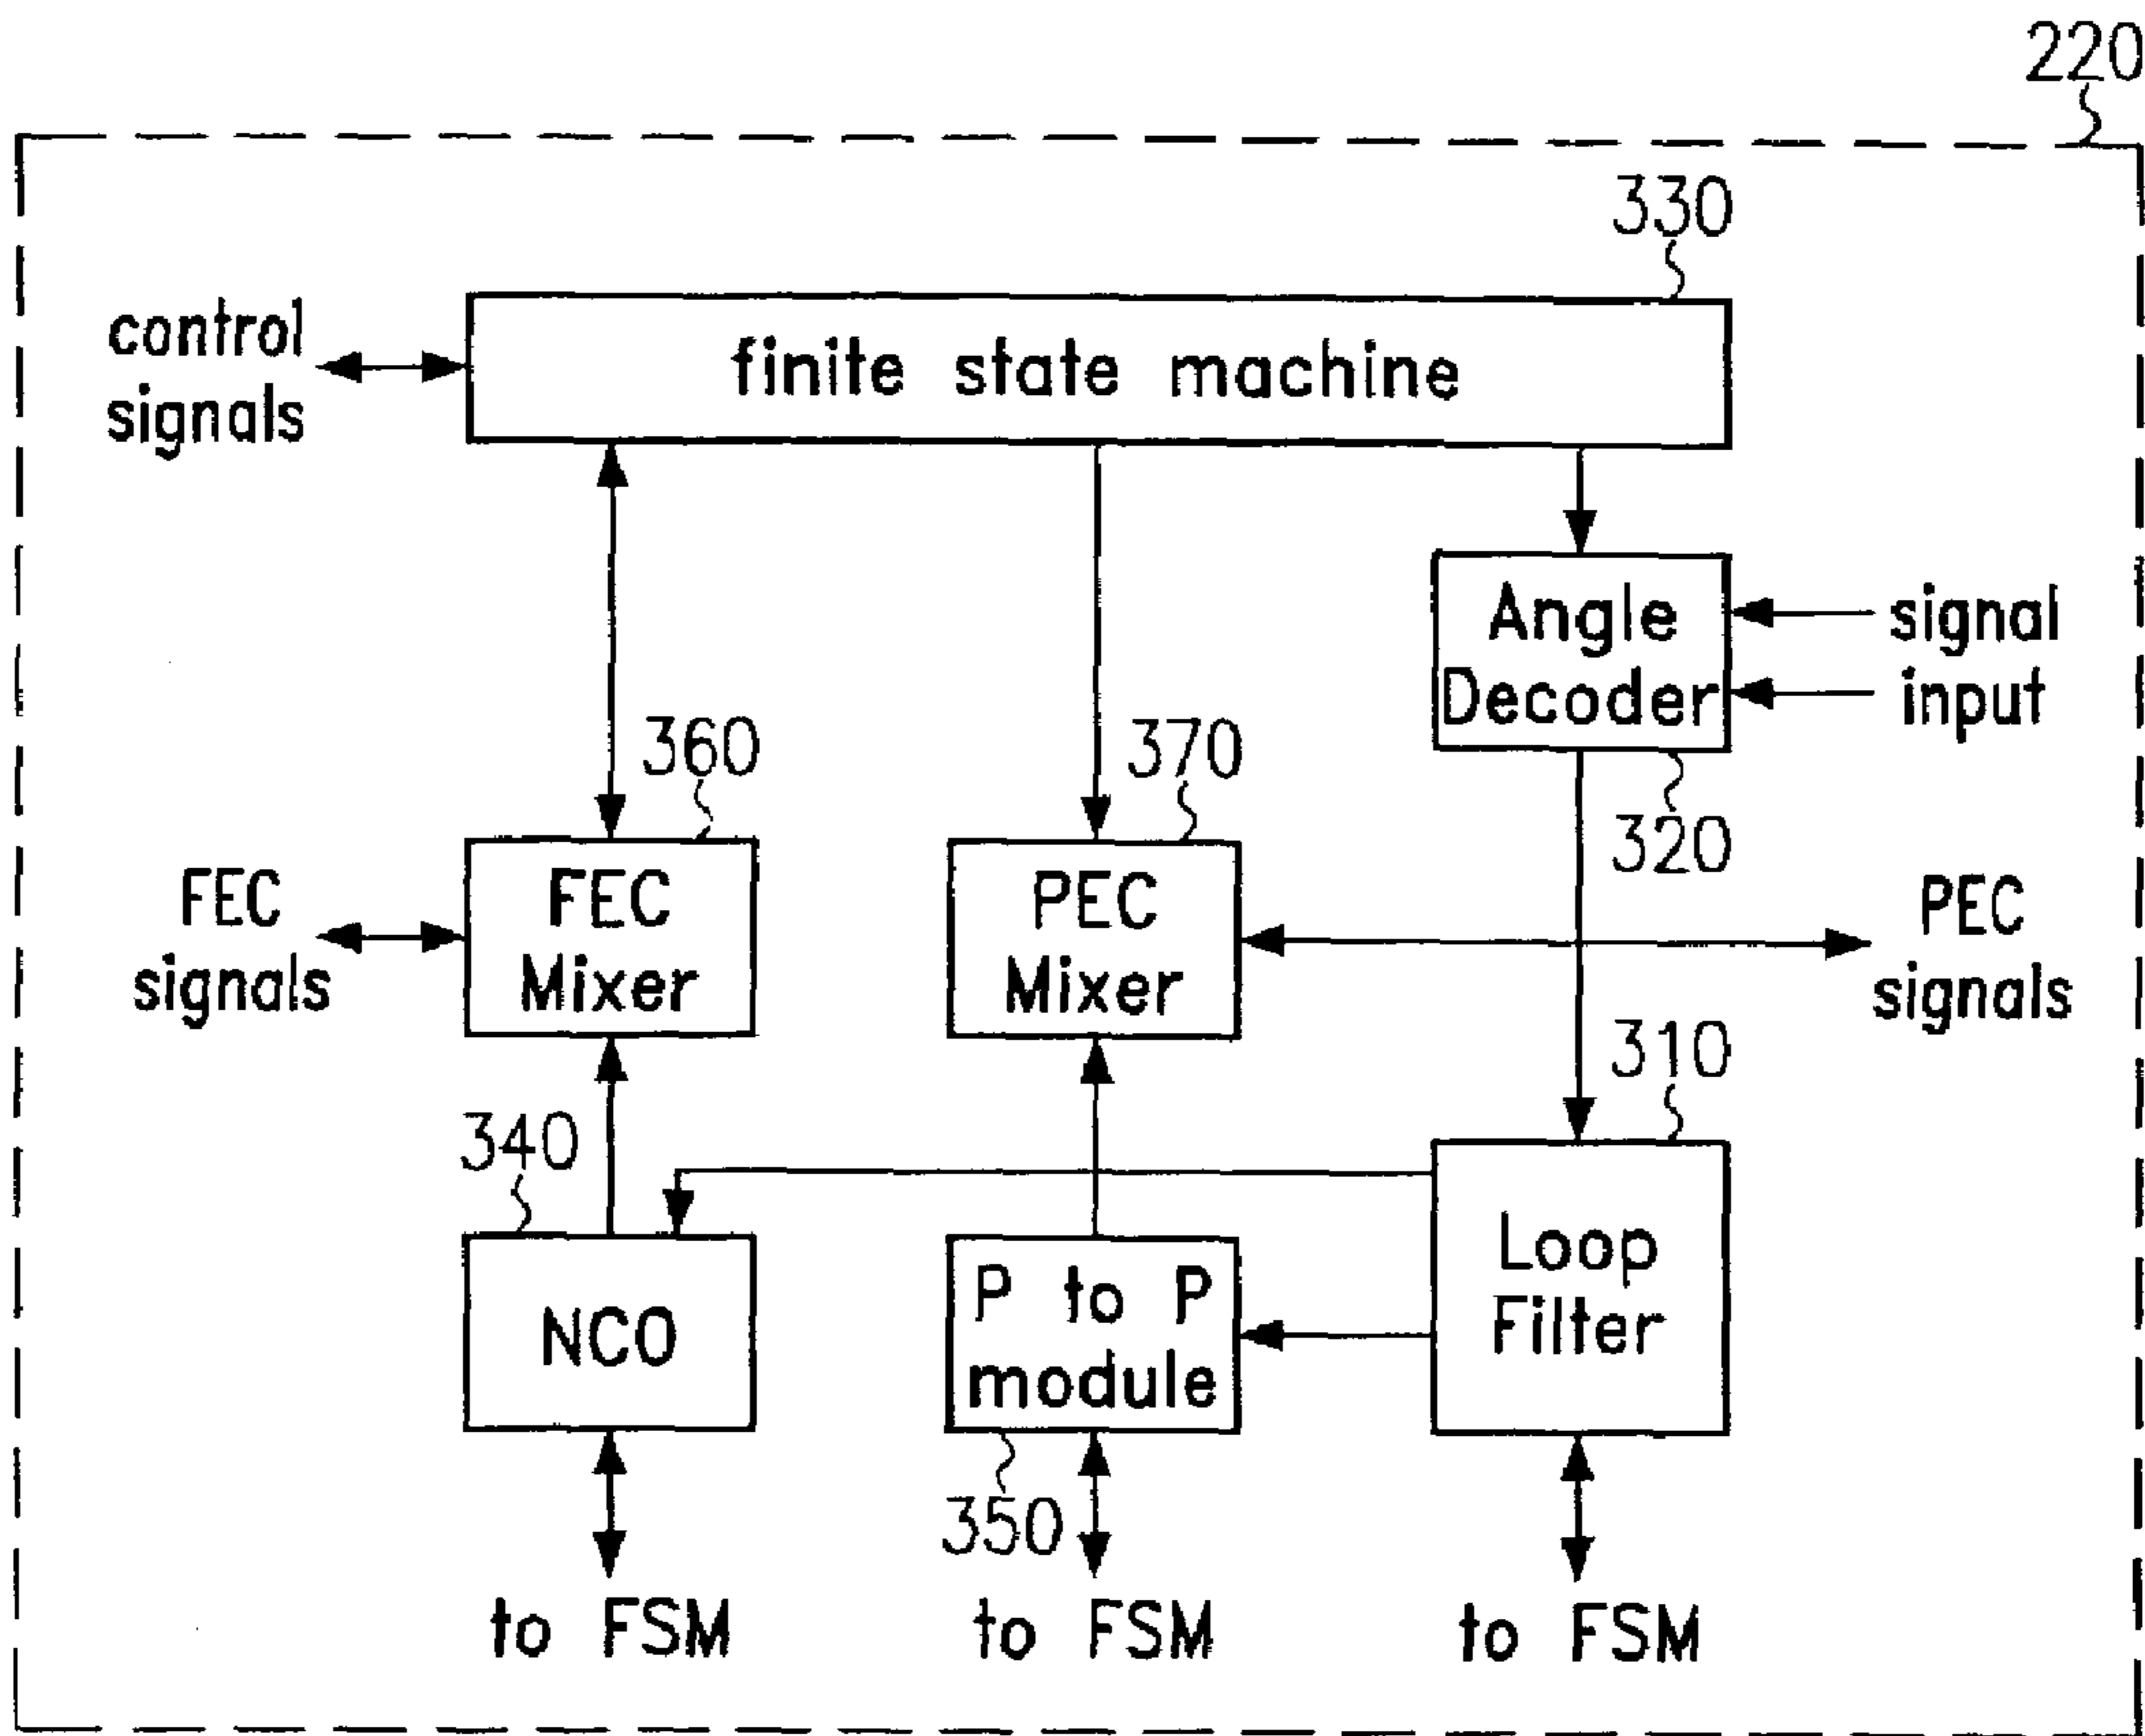 220
330
control
signals
finite state machine
Angle
Decoder
signal
input
360
370
320
FEC
signals
FEC
Mixer
PEC
Mixer
PEC
signals
310
340
NCO
P to P
module
Loop
Filter
350
to FSM
to FSM
to FSM